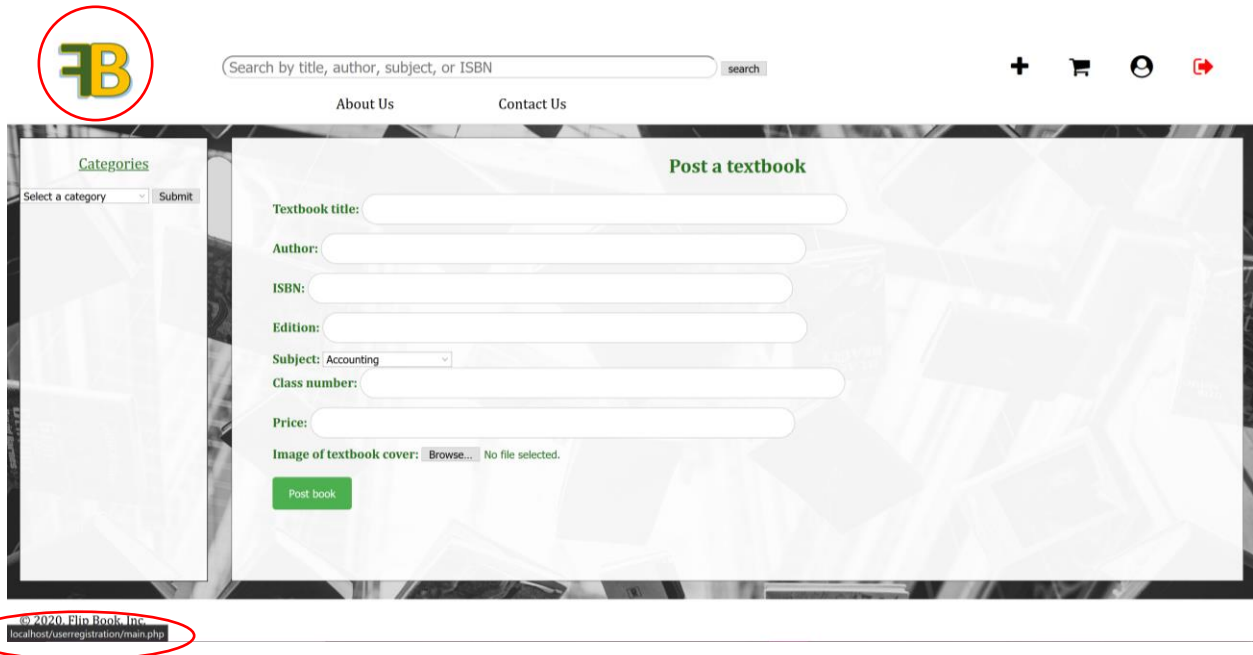 FB
Search by title, author, subject, or ISBN
search
About Us
Contact Us
Categories
Select a category
Submit
Post a textbook
Textbook title:
Author:
ISBN:
Edition:
Subject: Accounting
Class number:
Price:
Image of textbook cover: Browse... No file selected.
Post book
© 2020, Flip Book, Inc.
localhost/userregistration/main.php